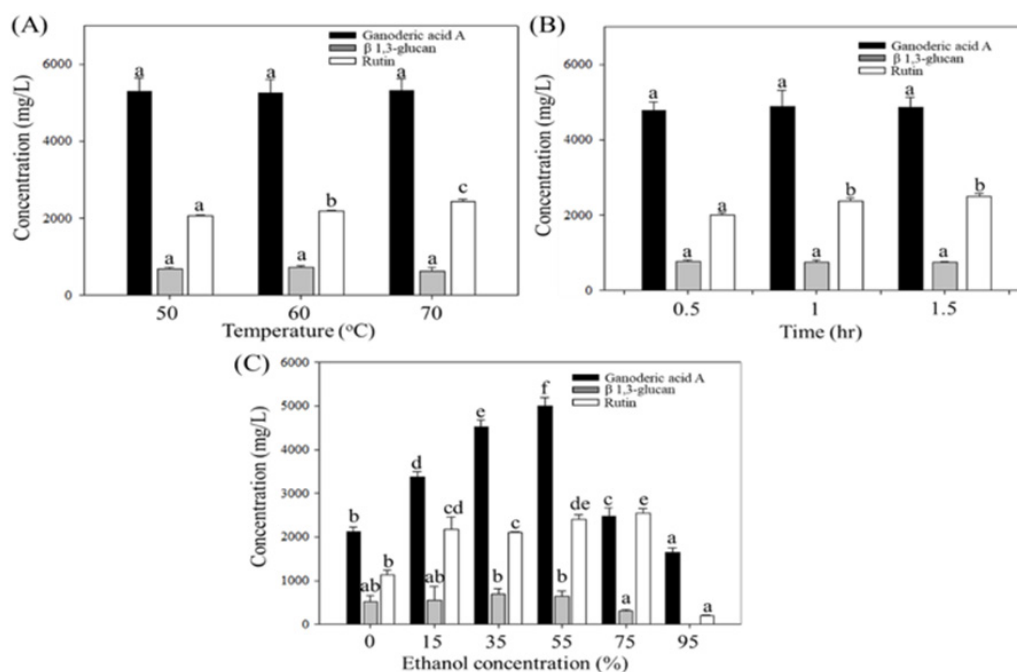 (A)
Ganoderic acid A
β 1,3-glucan
Rutin
Concentration (mg/L)
6000
4000
2000
0
a a a
a a a
a b c
50 60 70
Temperature (°C)
(B)
Ganoderic acid A
β 1,3-glucan
Rutin
Concentration (mg/L)
6000
4000
2000
0
a a a
a a a
a b b
0.5 1 1.5
Time (hr)
(C)
Ganoderic acid A
β 1,3-glucan
Rutin
Concentration (mg/L)
6000
5000
4000
3000
2000
1000
0
b d e f c a
ab ab b b a
b cd c de e a
0 15 35 55 75 95
Ethanol concentration (%)